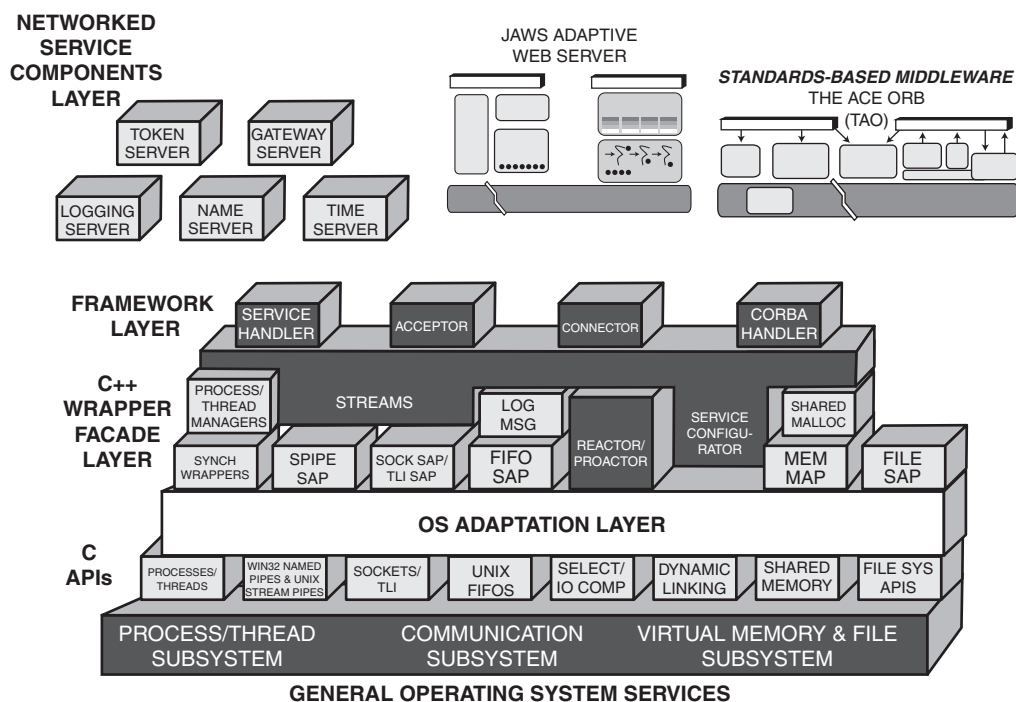 NETWORKED
SERVICE
COMPONENTS
LAYER
JAWS ADAPTIVE
WEB SERVER
STANDARDS-BASED MIDDLEWARE
THE ACE ORB
(TAO)
TOKEN
SERVER
GATEWAY
SERVER
LOGGING
SERVER
NAME
SERVER
TIME
SERVER
FRAMEWORK
LAYER
SERVICE
HANDLER
ACCEPTOR
CONNECTOR
CORBA
HANDLER
C++
WRAPPER
FACADE
LAYER
PROCESS/
THREAD
MANAGERS
STREAMS
LOG
MSG
REACTOR/
PROACTOR
SERVICE
CONFIGU-
RATOR
SHARED
MALLOC
SYNCH
WRAPPERS
SPIPE
SAP
SOCK SAP/
TLI SAP
FIFO
SAP
MEM
MAP
FILE
SAP
OS ADAPTATION LAYER
C
APIs
PROCESSES/
THREADS
WIN32 NAMED
PIPES & UNIX
STREAM PIPES
SOCKETS/
TLI
UNIX
FIFOS
SELECT/
IO COMP
DYNAMIC
LINKING
SHARED
MEMORY
FILE SYS
APIS
PROCESS/THREAD
SUBSYSTEM
COMMUNICATION
SUBSYSTEM
VIRTUAL MEMORY & FILE
SUBSYSTEM
GENERAL OPERATING SYSTEM SERVICES